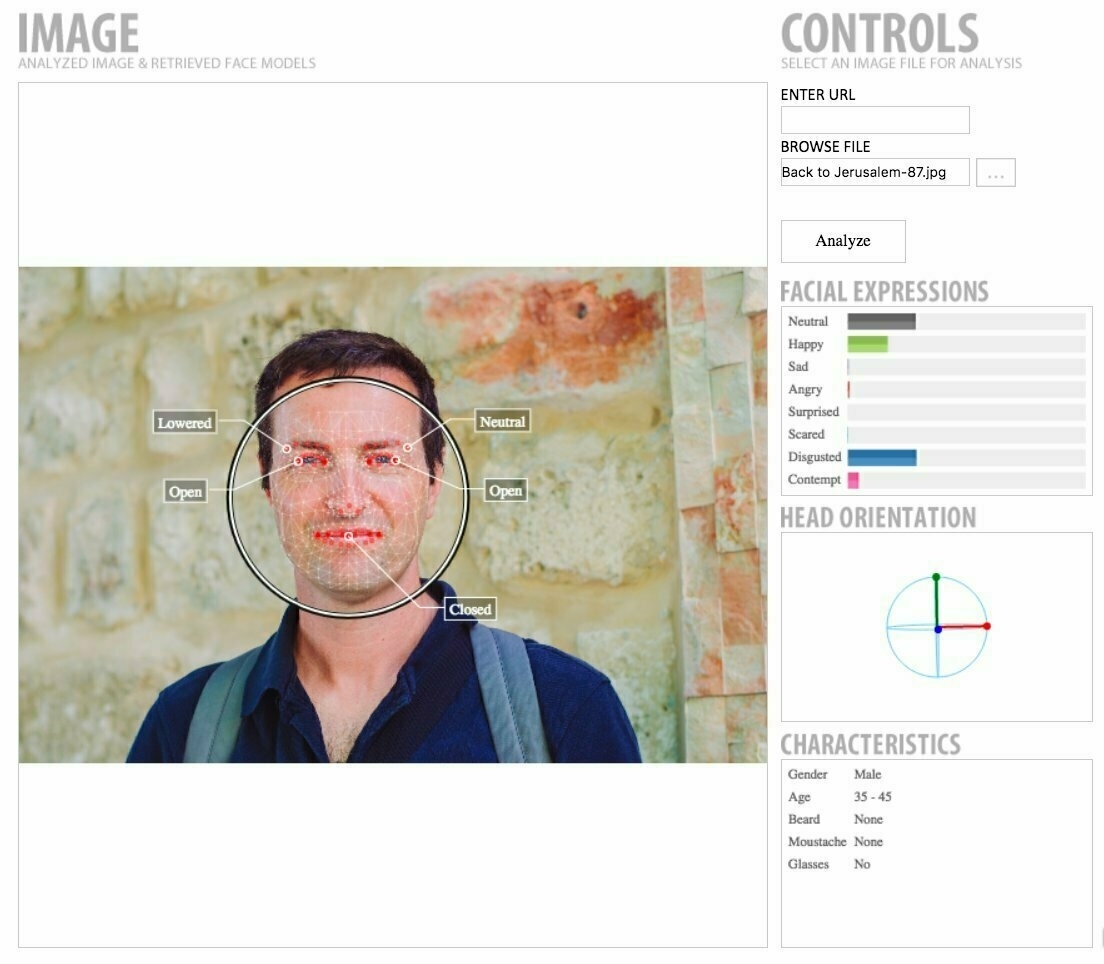 IMAGE
ANALYZED IMAGE & RETRIEVED FACE MODELS
Lowered
Neutral
Open
Open
Closed
CONTROLS
SELECT AN IMAGE FILE FOR ANALYSIS
ENTER URL
BROWSE FILE
Back to Jerusalem-87.jpg
...
Analyze
FACIAL EXPRESSIONS
Neutral
Happy
Sad
Angry
Surprised
Scared
Disgusted
Contempt
HEAD ORIENTATION
CHARACTERISTICS
Gender Male
Age 35 - 45
Beard None
Moustache None
Glasses No